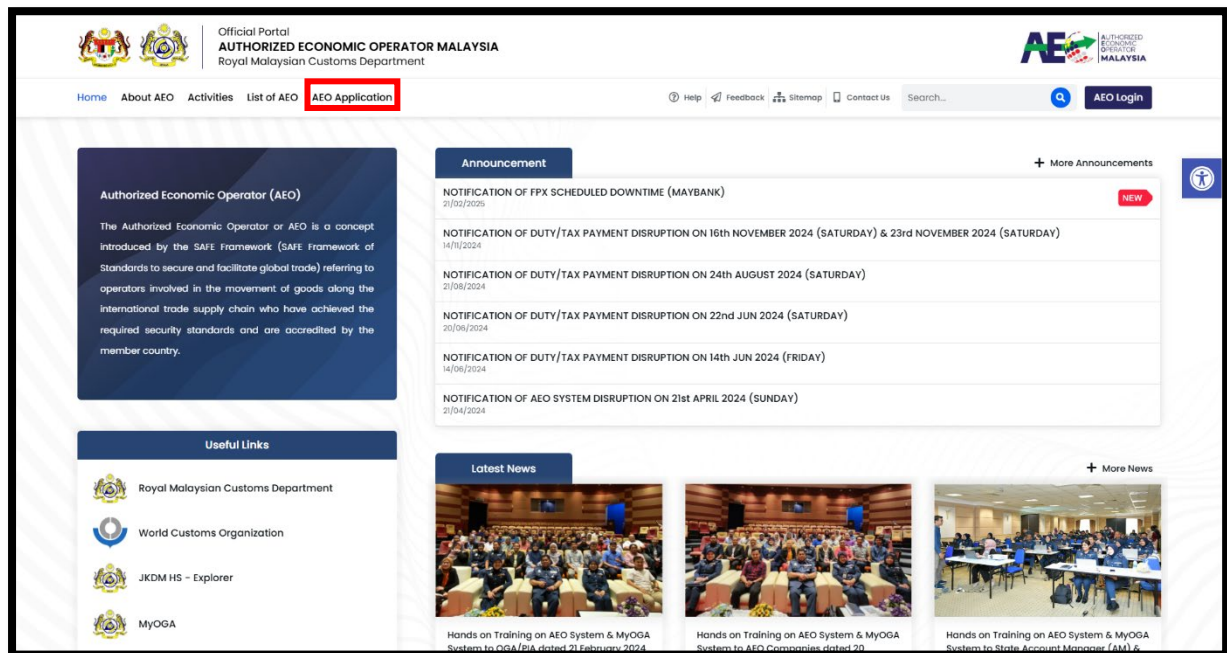 Official Portal
AUTHORIZED ECONOMIC OPERATOR MALAYSIA
Royal Malaysian Customs Department
AEO AUTHORIZED
ECONOMIC
OPERATOR
MALAYSIA
Home About AEO Activities List of AEO AEO Application
Help Feedback Sitemap Contact Us Search... AEO Login
Authorized Economic Operator (AEO)
The Authorized Economic Operator or AEO is a concept
introduced by the SAFE Framework (SAFE Framework of
Standards to secure and facilitate global trade) referring to
operators involved in the movement of goods along the
international trade supply chain who have achieved the
required security standards and are accredited by the
member country.
Announcement
+ More Announcements
NOTIFICATION OF FPX SCHEDULED DOWNTIME (MAYBANK)
21/02/2025
NEW
NOTIFICATION OF DUTY/TAX PAYMENT DISRUPTION ON 16th NOVEMBER 2024 (SATURDAY) & 23rd NOVEMBER 2024 (SATURDAY)
14/11/2024
NOTIFICATION OF DUTY/TAX PAYMENT DISRUPTION ON 24th AUGUST 2024 (SATURDAY)
21/08/2024
NOTIFICATION OF DUTY/TAX PAYMENT DISRUPTION ON 22nd JUN 2024 (SATURDAY)
20/06/2024
NOTIFICATION OF DUTY/TAX PAYMENT DISRUPTION ON 14th JUN 2024 (FRIDAY)
14/06/2024
NOTIFICATION OF AEO SYSTEM DISRUPTION ON 21st APRIL 2024 (SUNDAY)
21/04/2024
Useful Links
Royal Malaysian Customs Department
World Customs Organization
JKDM HS - Explorer
MyOGA
Latest News
+ More News
Hands on Training on AEO System & MyOGA
System to OGA/PIA dated 21 February 2024
Hands on Training on AEO System & MyOGA
System to AEO Companies dated 20
Hands on Training on AEO System & MyOGA
System to State Account Manager (AM) &